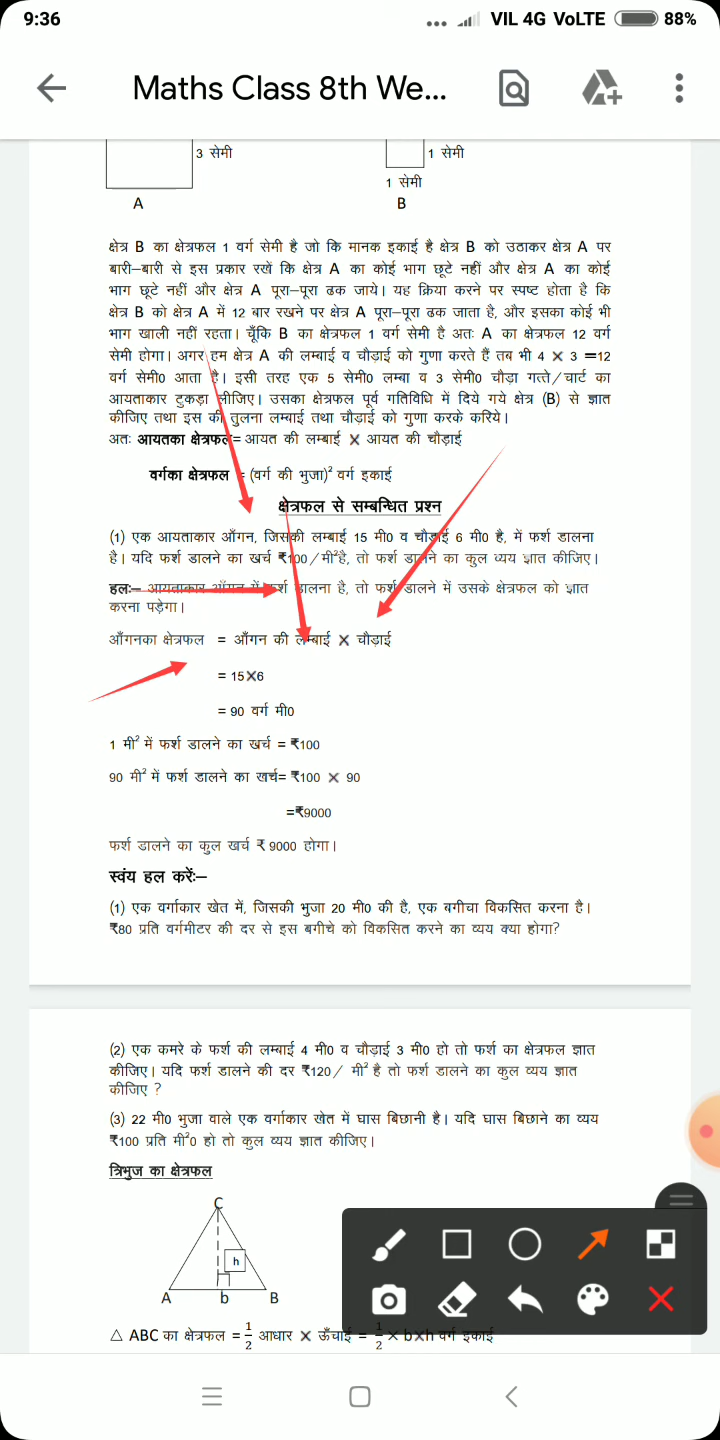 9:36 VIL 4G VoLTE 88%
Maths Class 8th We...
3 सेमी 1 सेमी
1 सेमी
A B
क्षेत्र B का क्षेत्रफल 1 वर्ग सेमी है जो कि मानक इकाई है क्षेत्र B को उठाकर क्षेत्र A पर
बारी–बारी से इस प्रकार रखें कि क्षेत्र A का कोई भाग छूटे नहीं और क्षेत्र A का कोई
भाग छूटे नहीं और क्षेत्र A पूरा–पूरा ढक जाये। यह क्रिया करने पर स्पष्ट होता है कि
क्षेत्र B को क्षेत्र A में 12 बार रखने पर क्षेत्र A पूरा–पूरा ढक जाता है, और इसका कोई भी
भाग खाली नहीं रहता। चूँकि B का क्षेत्रफल 1 वर्ग सेमी है अतः A का क्षेत्रफल 12 वर्ग
सेमी होगा। अगर हम क्षेत्र A की लम्बाई व चौड़ाई को गुणा करते हैं तब भी 4 × 3 =12
वर्ग सेमी0 आता है। इसी तरह एक 5 सेमी0 लम्बा व 3 सेमी0 चौड़ा गत्ते/चार्ट का
आयताकार टुकड़ा लीजिए। उसका क्षेत्रफल पूर्व गतिविधि में दिये गये क्षेत्र (B) से ज्ञात
कीजिए तथा इस की तुलना लम्बाई तथा चौड़ाई को गुणा करके करिये।
अतः आयतका क्षेत्रफल= आयत की लम्बाई × आयत की चौड़ाई
वर्गका क्षेत्रफल = (वर्ग की भुजा)² वर्ग इकाई
क्षेत्रफल से सम्बन्धित प्रश्न
(1) एक आयताकार आँगन, जिसकी लम्बाई 15 मी0 व चौड़ाई 6 मी0 है, में फर्श डालना
है। यदि फर्श डालने का खर्च ₹100/मी²है, तो फर्श डालने का कुल व्यय ज्ञात कीजिए।
हलः– आयताकार आँगन में फर्श डालना है, तो फर्श डालने में उसके क्षेत्रफल को ज्ञात
करना पड़ेगा।
आँगनका क्षेत्रफल = आँगन की लम्बाई × चौड़ाई
= 15×6
= 90 वर्ग मी0
1 मी² में फर्श डालने का खर्च = ₹100
90 मी² में फर्श डालने का खर्च= ₹100 × 90
=₹9000
फर्श डालने का कुल खर्च ₹ 9000 होगा।
स्वंय हल करेंः–
(1) एक वर्गाकार खेत में, जिसकी भुजा 20 मी0 की है, एक बगीचा विकसित करना है।
₹80 प्रति वर्गमीटर की दर से इस बगीचे को विकसित करने का व्यय क्या होगा?
(2) एक कमरे के फर्श की लम्बाई 4 मी0 व चौड़ाई 3 मी0 हो तो फर्श का क्षेत्रफल ज्ञात
कीजिए। यदि फर्श डालने की दर ₹120/ मी² है तो फर्श डालने का कुल व्यय ज्ञात
कीजिए ?
(3) 22 मी0 भुजा वाले एक वर्गाकार खेत में घास बिछानी है। यदि घास बिछाने का व्यय
₹100 प्रति मी²0 हो तो कुल व्यय ज्ञात कीजिए।
त्रिभुज का क्षेत्रफल
C
h
A b B
△ ABC का क्षेत्रफल = 1/2 आधार × ऊँचाई = 1/2 × b×h वर्ग इकाई